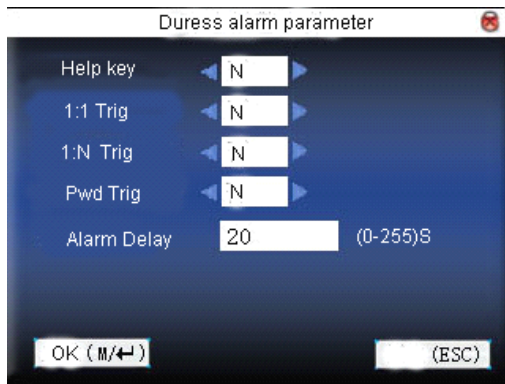 Duress alarm parameter
Help key N
1:1 Trig N
1:N Trig N
Pwd Trig N
Alarm Delay 20 (0-255)S
OK (M/↵) (ESC)